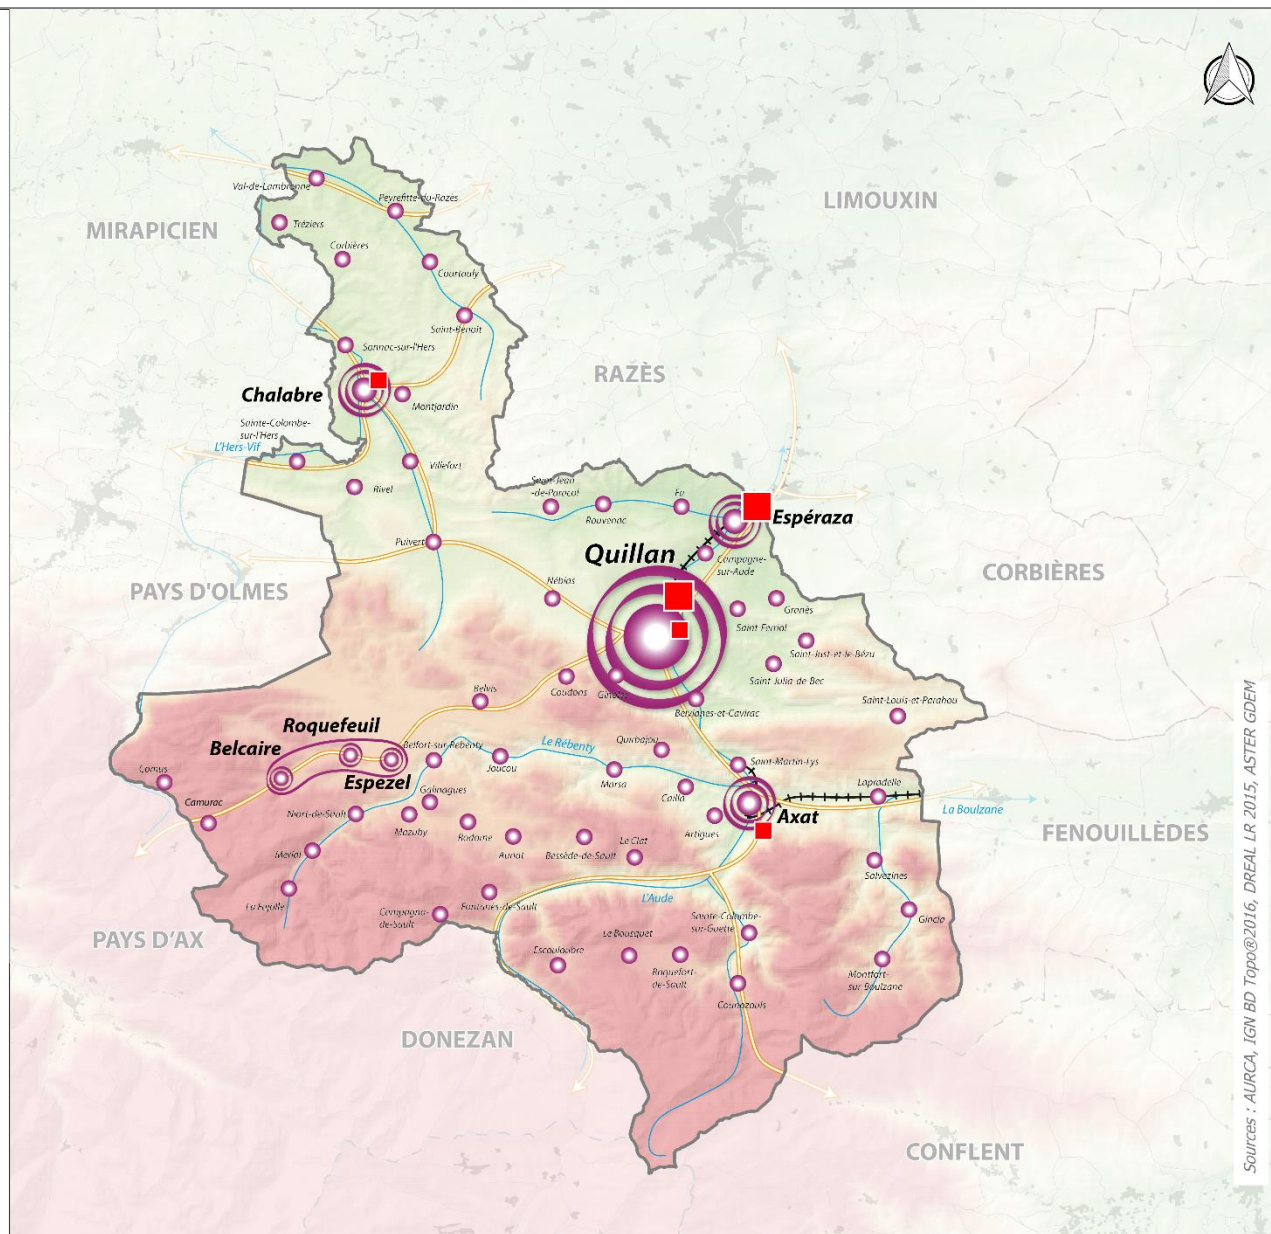 LIMOUXIN
Val-de-Lambronne
Peyrefitte-du-Razès
MIRAPICIEN
Tréziers
Corbières
Courtauly
Saint-Benoît
Sonnac-sur-l'Hers
RAZÈS
Chalabre
Montjardin
Sainte-Colombe-
sur-l'Hers
L'Hers-Vif
Villefort
Rivel
Saint-Jean
-de-Paracol
Fa
Rouvenac
Espéraza
Puivert
Quillan
Campagne-
sur-Aude
CORBIÈRES
PAYS D'OLMES
Nébias
Granès
Saint Ferriol
Saint-Just-et-le-Bézu
Saint Julia de Bec
Coudons
Ginoles
Belvis
Saint-Louis-et-Parahou
Belvianes-et-Cavirac
Roquefeuil
Belcaire
Espezel
Belfort-sur-Rebenty
Le Rébenty
Quirbajou
Saint-Martin-Lys
Comus
Joucou
Marsa
Cailla
Lapradelle
Galinagues
Camurac
Niort-de-Sault
Mazuby
Rodome
Aunat
Bessède-de-Sault
Le Clat
Artigues
Axat
La Boulzane
FENOUILLÈDES
Merial
Salvezines
La Fajolle
Fontanès-de-Sault
L'Aude
Campagna-
de-Sault
Sainte-Colombe-
sur-Guette
Gincla
PAYS D'AX
Escouloubre
Le Bousquet
Roquefort-
de-Sault
Montfort-
sur Boulzane
Counozouls
DONEZAN
CONFLENT
Sources : AURCA, IGN BD Topo®2016, DREAL LR 2015, ASTER GDEM